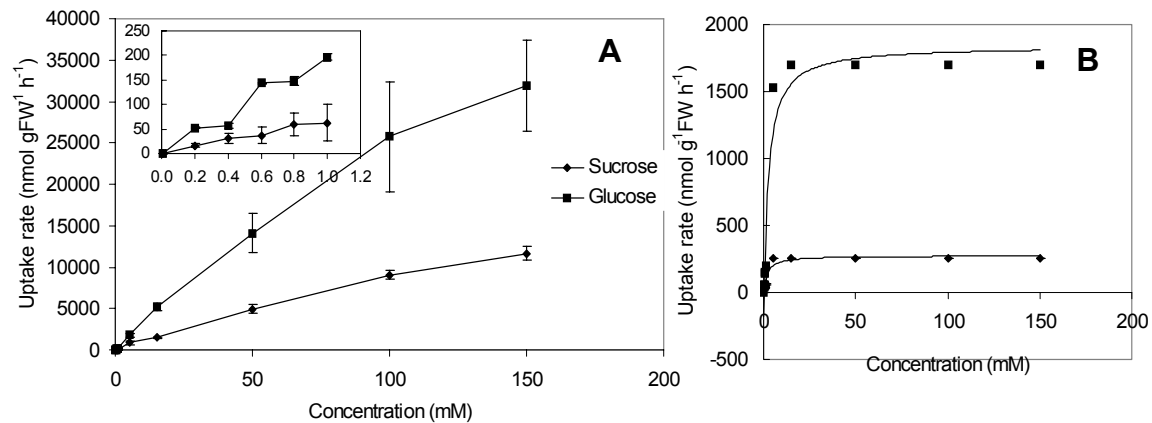 40000
35000
30000
25000
20000
15000
10000
5000
0
0 50 100 150 200
Uptake rate (nmol gFW¹ h⁻¹)
Concentration (mM)
250
200
150
100
50
0
0.0 0.2 0.4 0.6 0.8 1.0 1.2
A
Sucrose
Glucose
2000
1500
1000
500
0
-500
0 50 100 150 200
Uptake rate (nmol g⁻¹FW h⁻¹)
Concentration (mM)
B